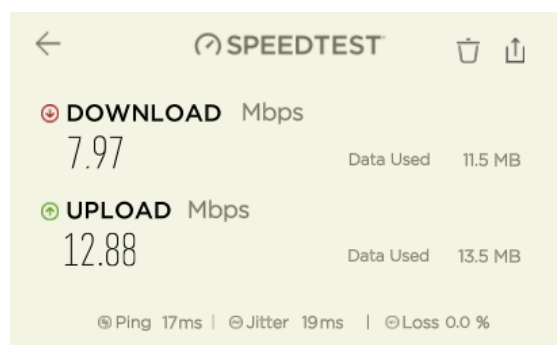 SPEEDTEST
DOWNLOAD Mbps
7.97 Data Used 11.5 MB
UPLOAD Mbps
12.88 Data Used 13.5 MB
Ping 17ms | Jitter 19ms | Loss 0.0 %